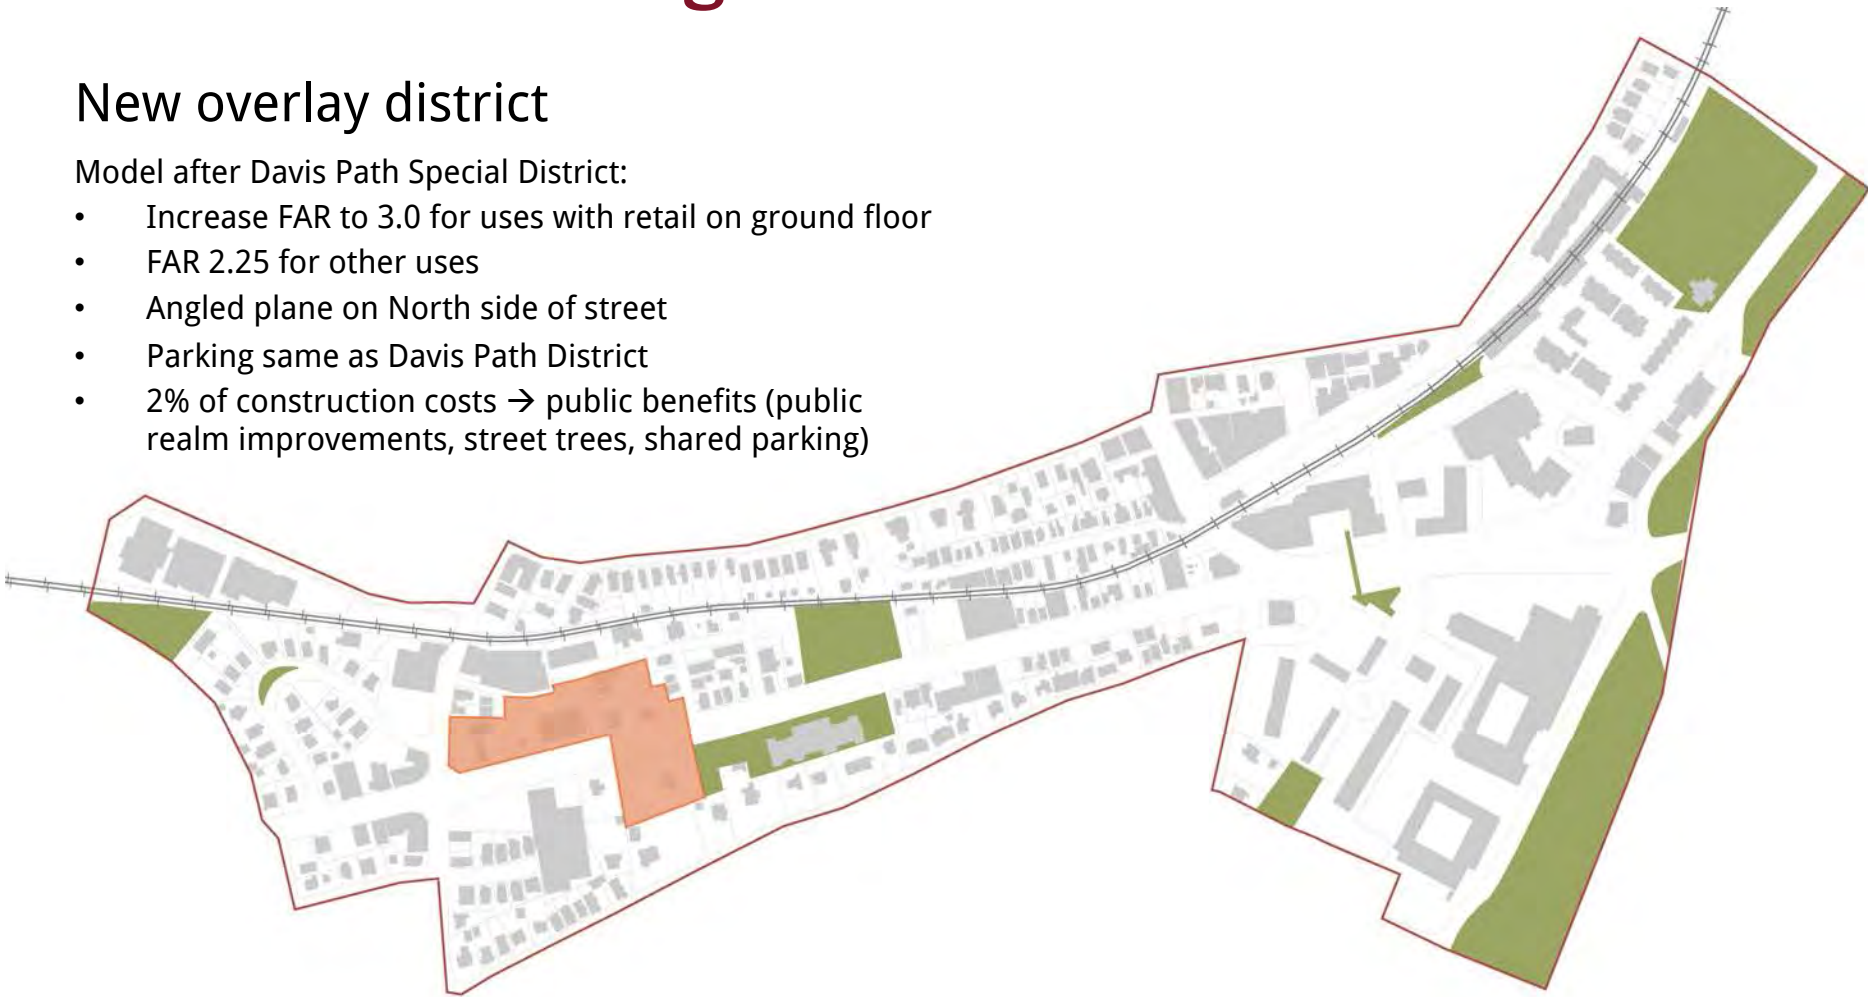 New overlay district
Model after Davis Path Special District:
• Increase FAR to 3.0 for uses with retail on ground floor
• FAR 2.25 for other uses
• Angled plane on North side of street
• Parking same as Davis Path District
• 2% of construction costs → public benefits (public
realm improvements, street trees, shared parking)